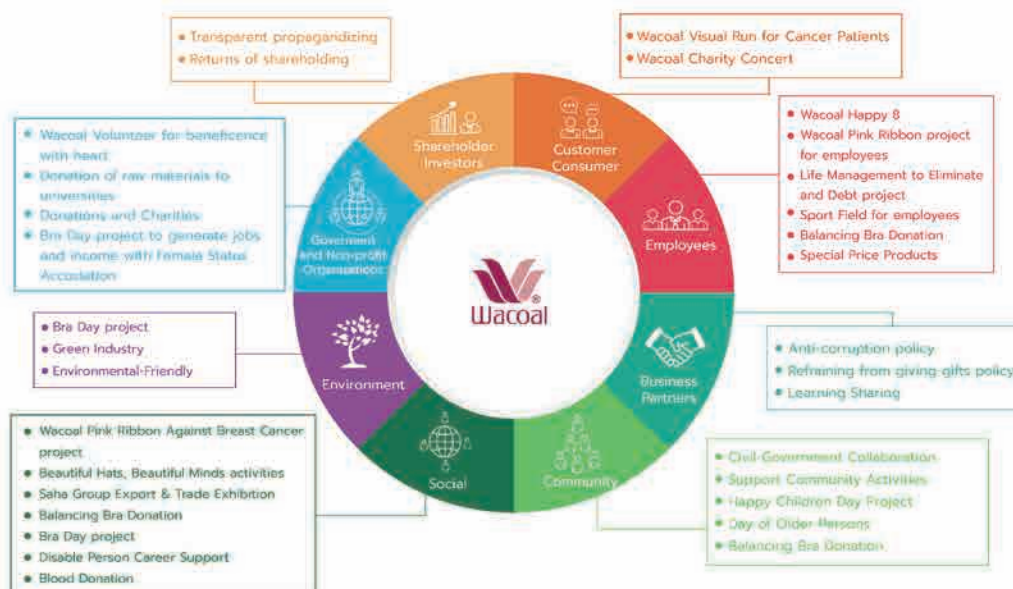 • Transparent propagandizing
• Returns of shareholding
• Wacoal Visual Run for Cancer Patients
• Wacoal Charity Concert
• Wacoal Volunteer for beneficence
with heart
• Donation of raw materials to
universities
• Donations and Charities
• Bra Day project to generate jobs
and income with Female Status
• Wacoal Happy 8
• Wacoal Pink Ribbon project
for employees
• Life Management to Eliminate
and Debt project
• Sport Field for employees
• Balancing Bra Donation
• Special Price Products
Shareholder
Investors
Customer
Consumer
Employees
Business
Partners
Community
Social
Environment
and Non-profit
Wacoal®
• Bra Day project
• Green Industry
• Environmental-Friendly
• Anti-corruption policy
• Refraining from giving gifts policy
• Learning Sharing
• Wacoal Pink Ribbon Against Breast Cancer
project
• Beautiful Hats, Beautiful Minds activities
• Saha Group Export & Trade Exhibition
• Balancing Bra Donation
• Bra Day project
• Disable Person Career Support
• Blood Donation
• Civil-Government Collaboration
• Support Community Activities
• Happy Children Day Project
• Day of Older Persons
• Balancing Bra Donation